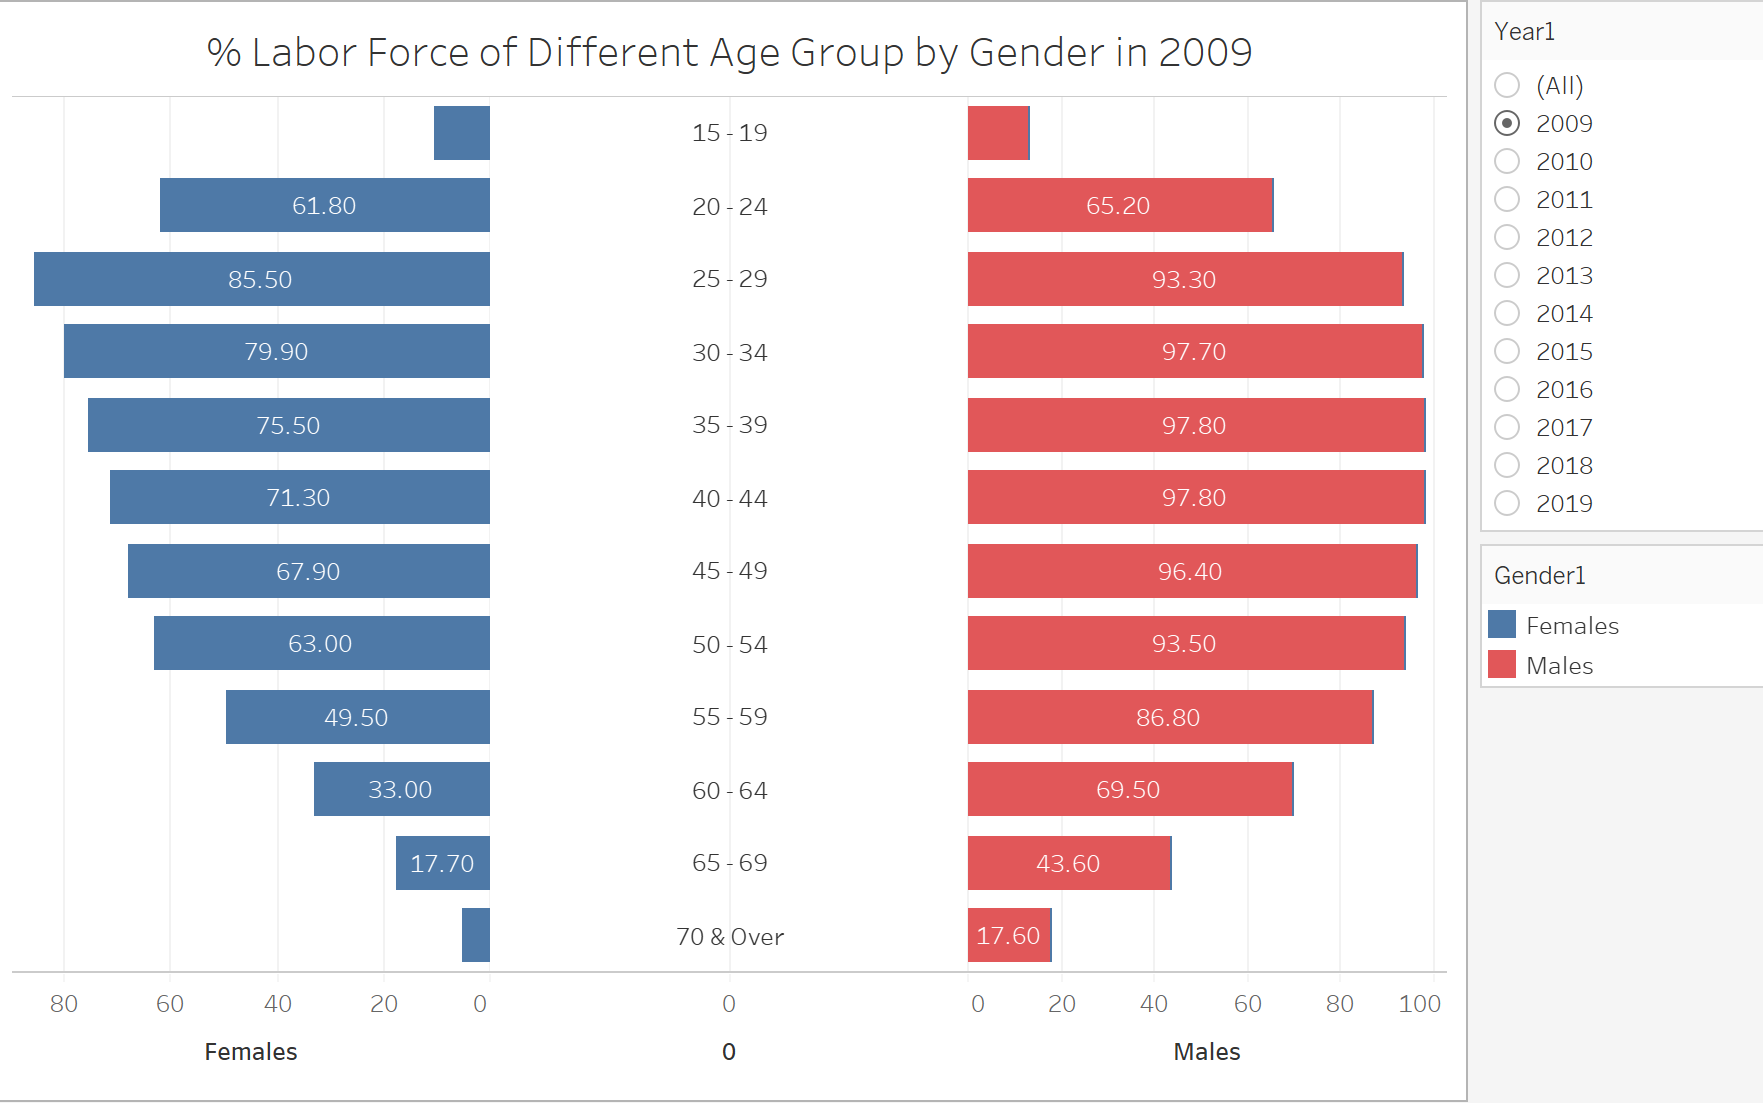 % Labor Force of Different Age Group by Gender in 2009
15 - 19
61.80 20 - 24 65.20
85.50 25 - 29 93.30
79.90 30 - 34 97.70
75.50 35 - 39 97.80
71.30 40 - 44 97.80
67.90 45 - 49 96.40
63.00 50 - 54 93.50
49.50 55 - 59 86.80
33.00 60 - 64 69.50
17.70 65 - 69 43.60
70 & Over 17.60
80 60 40 20 0 0 0 20 40 60 80 100
Females 0 Males
Year1
(All)
2009
2010
2011
2012
2013
2014
2015
2016
2017
2018
2019
Gender1
Females
Males